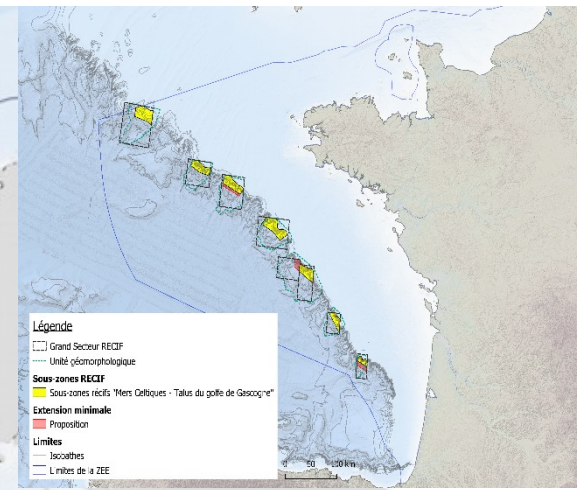 Légende
Grand Secteur RECIF
Unité géomorphologique
Sous-zones RECIF
Sous-zones récifs "Mers Celtiques - Talus du golfe de Gascogne"
Extension minimale
Proposition
Limites
Isobathes
Limites de la ZEE
0 50 100 km